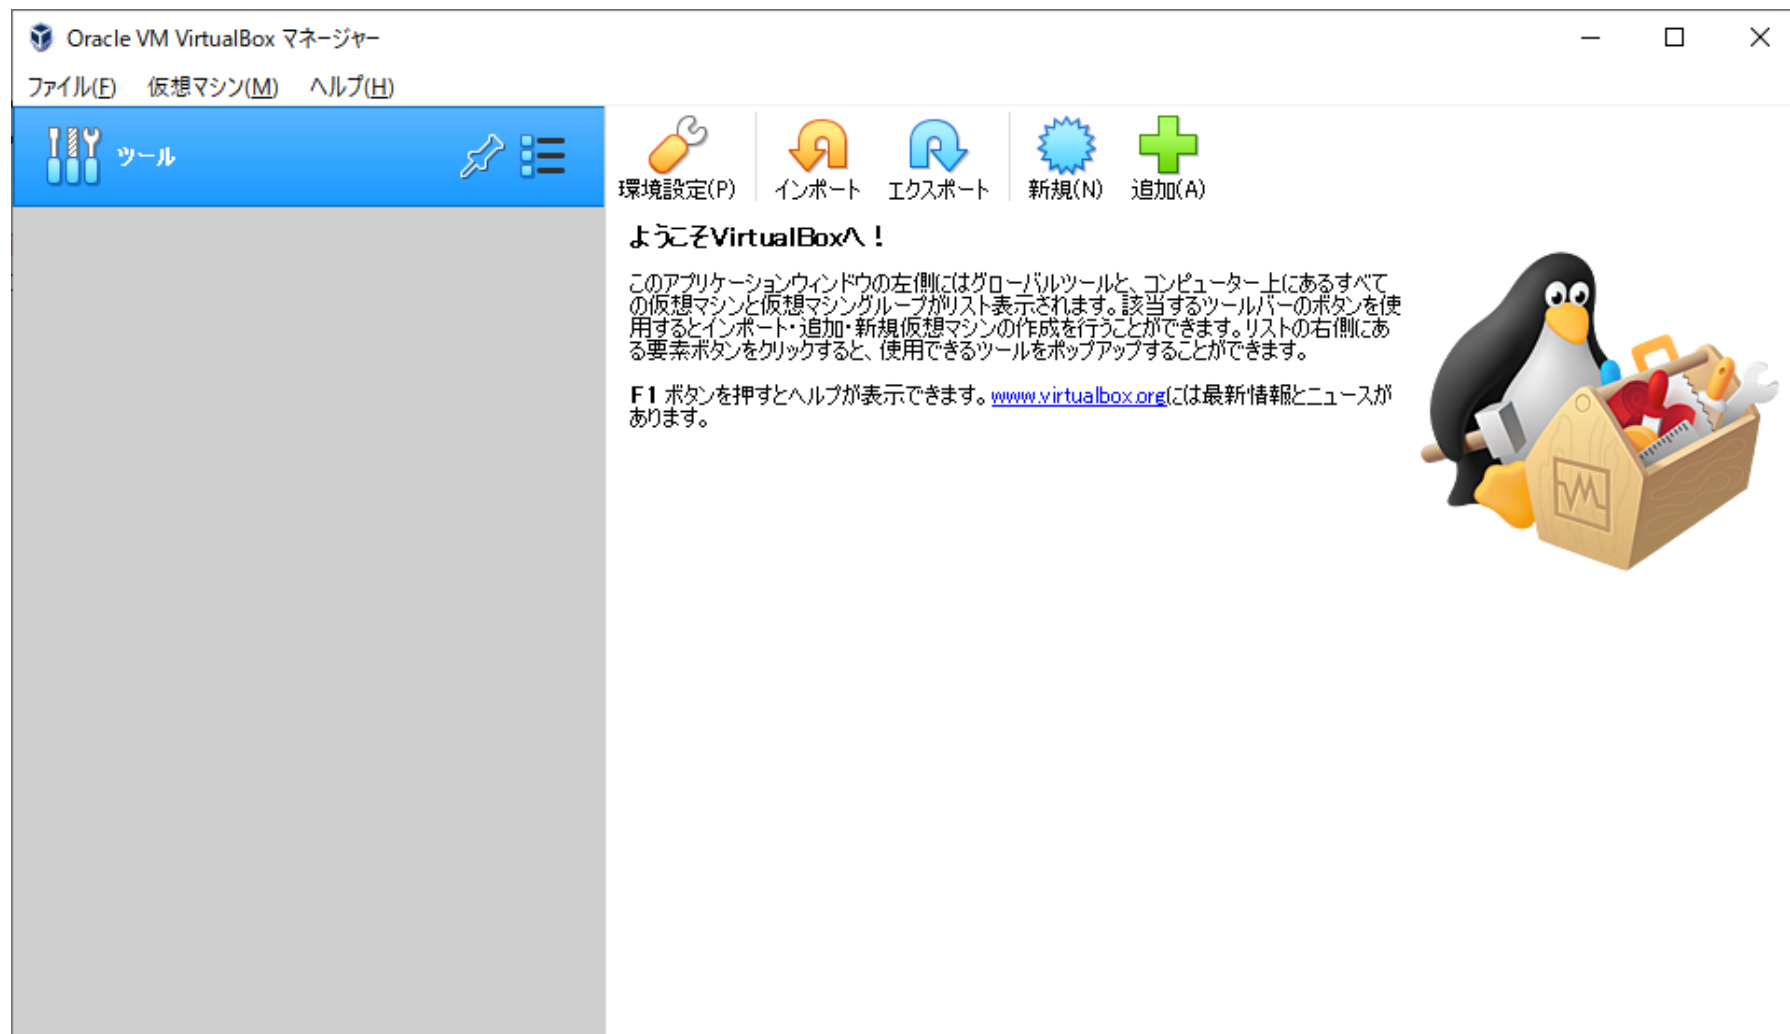 Oracle VM VirtualBox マネージャー
ファイル(F) 仮想マシン(M) ヘルプ(H)
ツール
環境設定(P) インポート エクスポート 新規(N) 追加(A)
ようこそVirtualBoxへ！
このアプリケーションウィンドウの左側にはグローバルツールと、コンピューター上にあるすべて
の仮想マシンと仮想マシングループがリスト表示されます。該当するツールバーのボタンを使
用するとインポート・追加・新規仮想マシンの作成を行うことができます。リストの右側にあ
る要素ボタンをクリックすると、使用できるツールをポップアップすることができます。
F1 ボタンを押すとヘルプが表示できます。www.virtualbox.orgには最新情報とニュースが
あります。